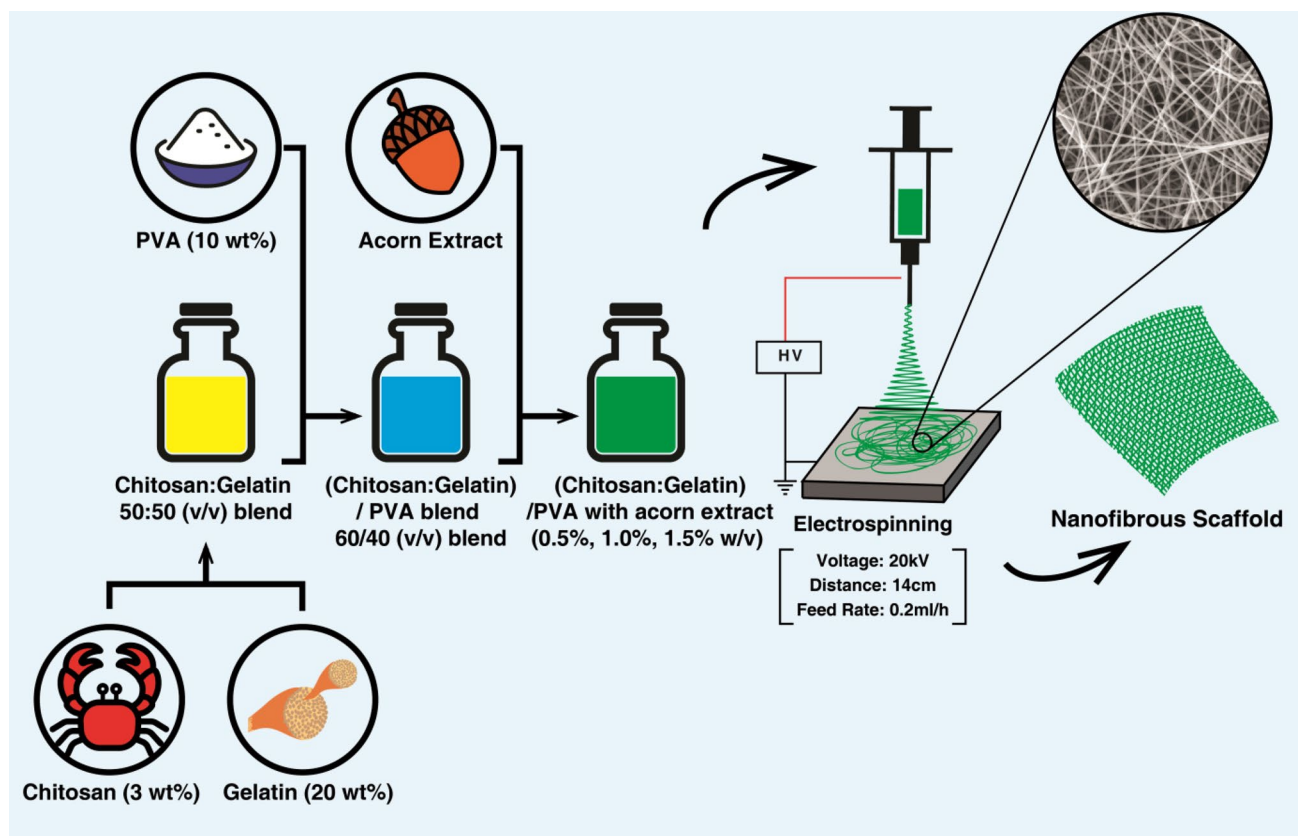 PVA (10 wt%)
Acorn Extract
Chitosan:Gelatin
50:50 (v/v) blend
(Chitosan:Gelatin)
/ PVA blend
60/40 (v/v) blend
(Chitosan:Gelatin)
/PVA with acorn extract
(0.5%, 1.0%, 1.5% w/v)
Chitosan (3 wt%)
Gelatin (20 wt%)
HV
Electrospinning
Voltage: 20kV
Distance: 14cm
Feed Rate: 0.2ml/h
Nanofibrous Scaffold